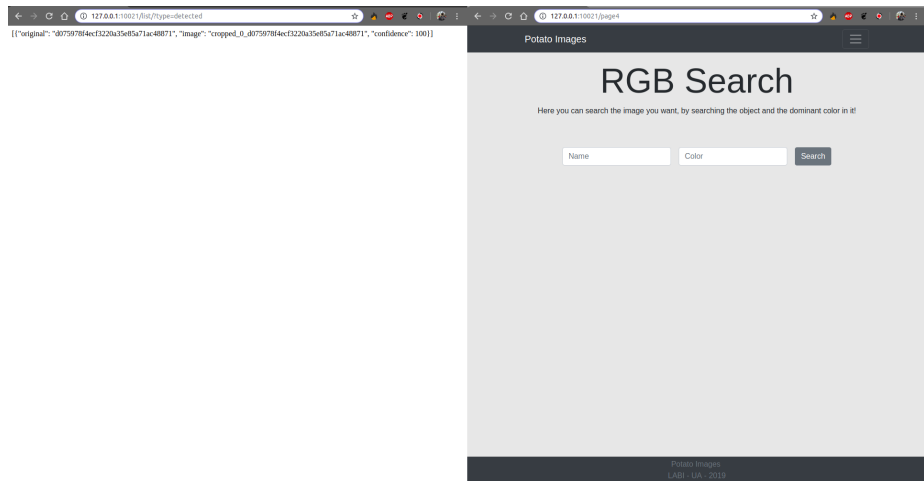 127.0.0.1:10021/list/?type=detected
[{"original": "d075978f4ecf3220a35e85a71ac48871", "image": "cropped_0_d075978f4ecf3220a35e85a71ac48871", "confidence": 100}]
127.0.0.1:10021/page4
Potato Images
RGB Search
Here you can search the image you want, by searching the object and the dominant color in it!
Name Color Search
Potato Images
LABI - UA - 2019